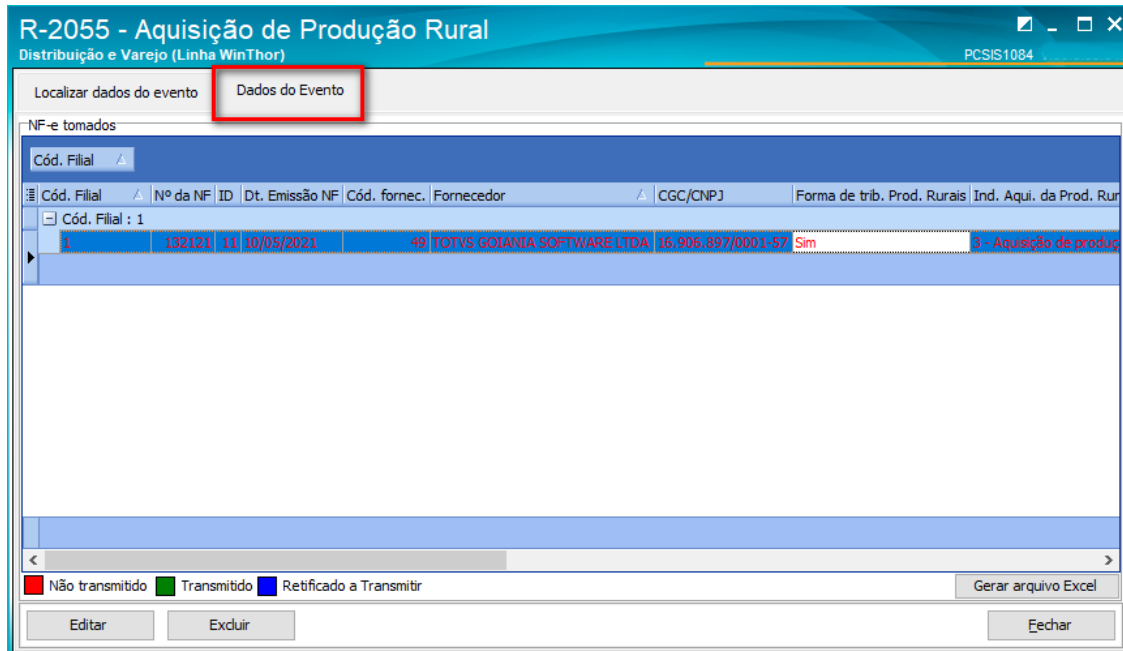 R-2055 - Aquisição de Produção Rural
Distribuição e Varejo (Linha WinThor)
PCSIS1084
Localizar dados do evento
Dados do Evento
NF-e tomados
Cód. Filial
Cód. Filial Nº da NF ID Dt. Emissão NF Cód. fornec. Fornecedor CGC/CNPJ Forma de trib. Prod. Rurais Ind. Aqui. da Prod. Rur
Cód. Filial : 1
1 132121 11 10/05/2021 49 TOTVS GOIANIA SOFTWARE LTDA 16.906.897/0001-57 Sim 3 - Aquisição de produç
Não transmitido Transmitido Retificado a Transmitir
Gerar arquivo Excel
Editar Excluir Fechar